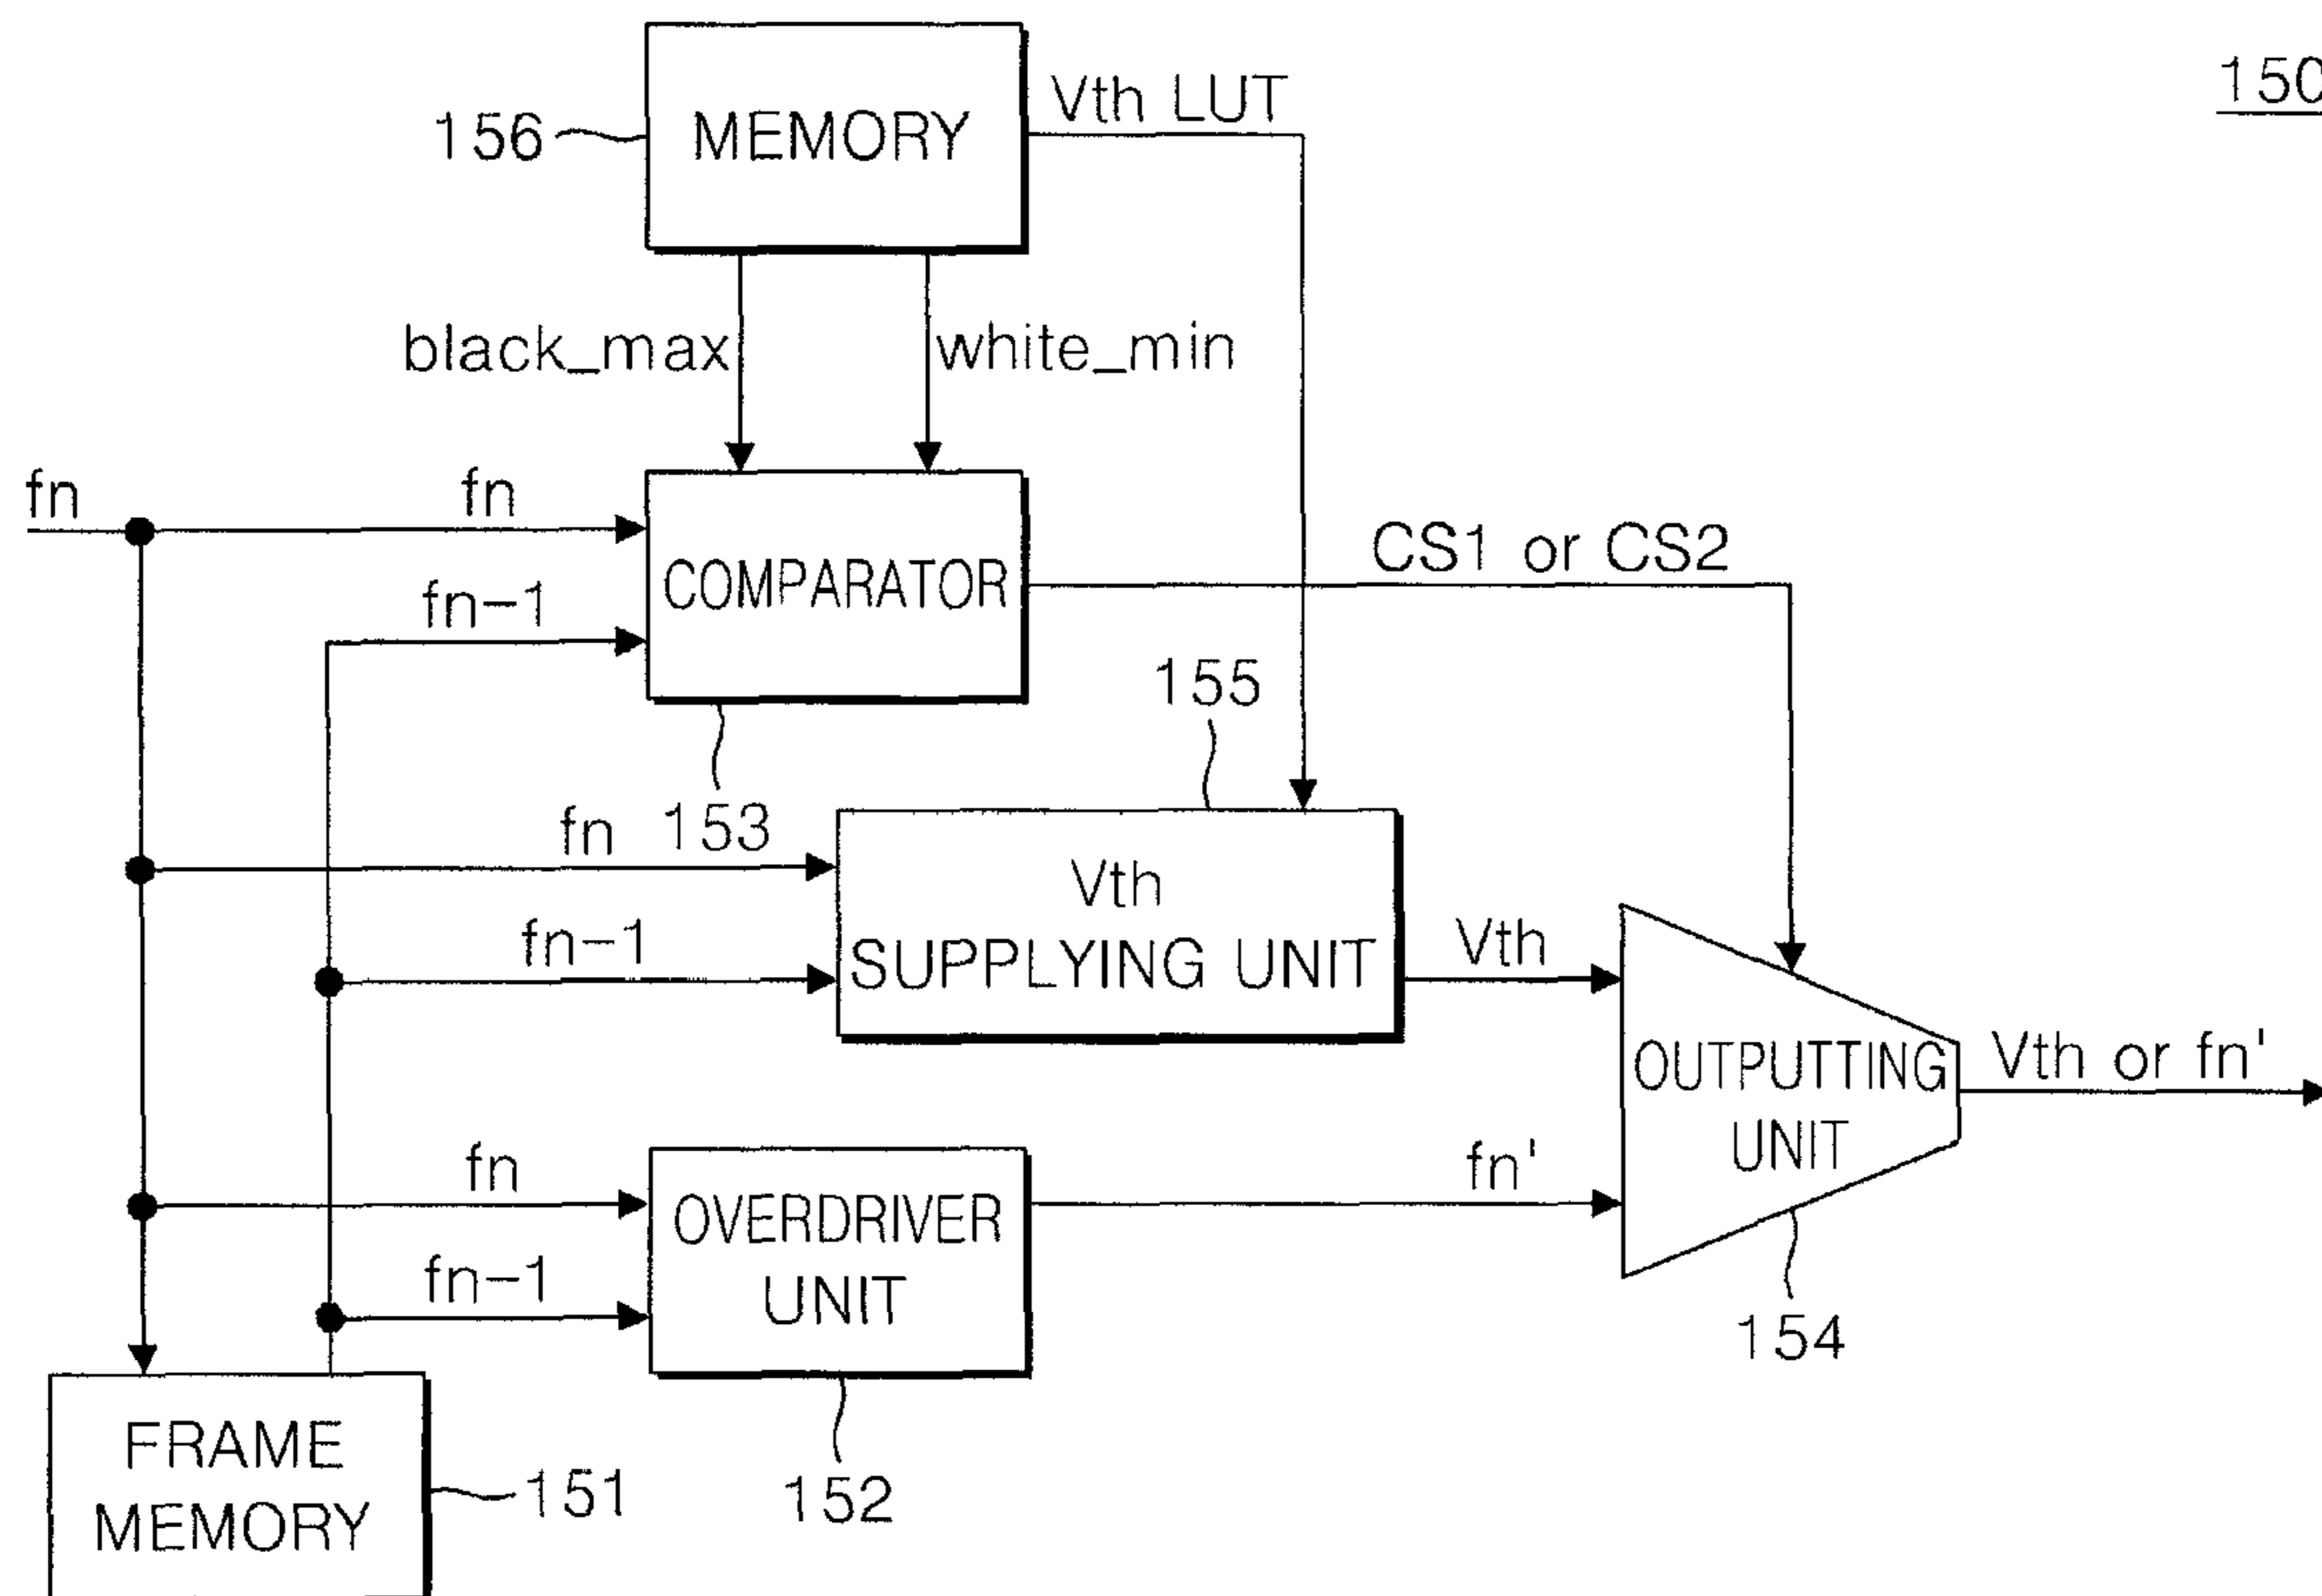 150
MEMORY
Vth LUT
156
black_max
white_min
fn
fn
COMPARATOR
CS1 or CS2
fn-1
155
153
fn
Vth
SUPPLYING UNIT
fn-1
Vth
OUTPUTTING
UNIT
Vth or fn'
fn
OVERDRIVER
UNIT
fn'
fn-1
154
FRAME
MEMORY
151
152